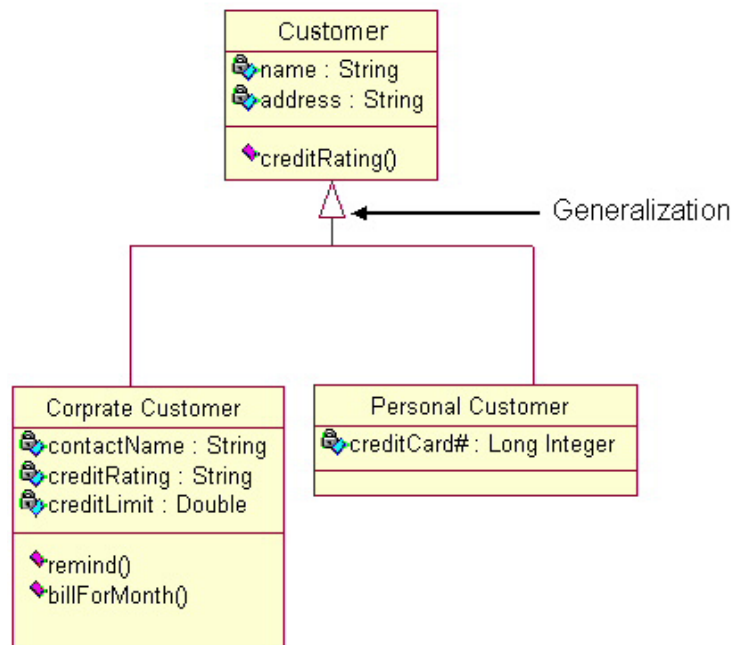 Customer
name : String
address : String
creditRating()
Generalization
Corprate Customer
contactName : String
creditRating : String
creditLimit : Double
remind()
billForMonth()
Personal Customer
creditCard# : Long Integer